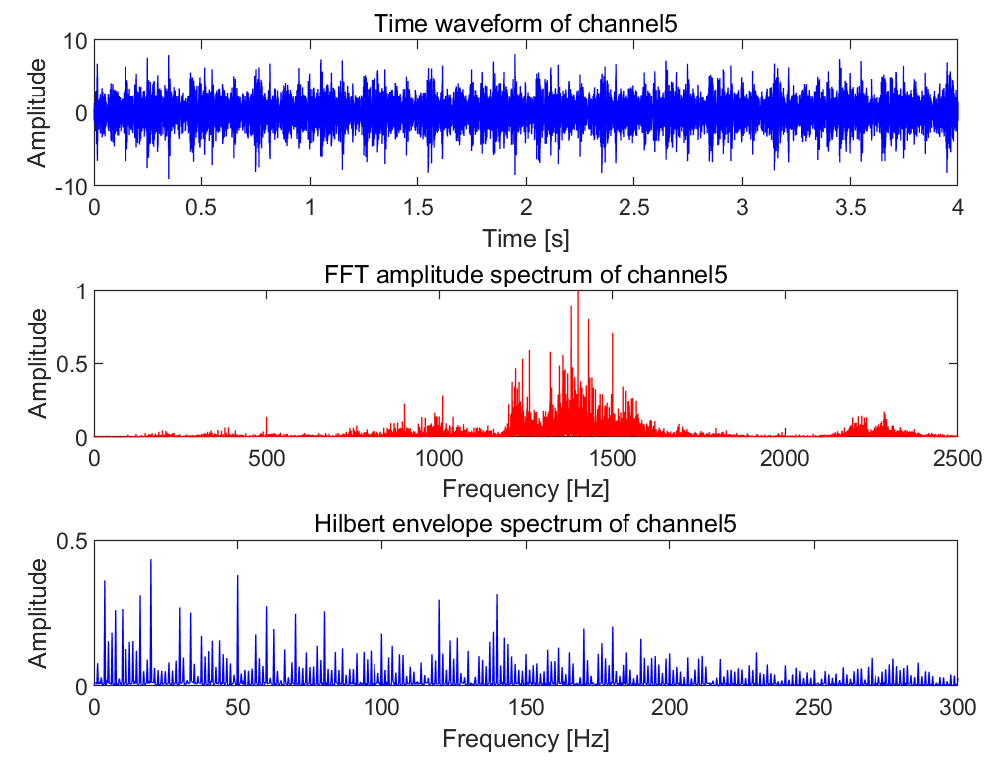 Time waveform of channel5
10
0
-10
Amplitude
0 0.5 1 1.5 2 2.5 3 3.5 4
Time [s]
FFT amplitude spectrum of channel5
1
0.5
0
Amplitude
0 500 1000 1500 2000 2500
Frequency [Hz]
Hilbert envelope spectrum of channel5
0.5
0
Amplitude
0 50 100 150 200 250 300
Frequency [Hz]